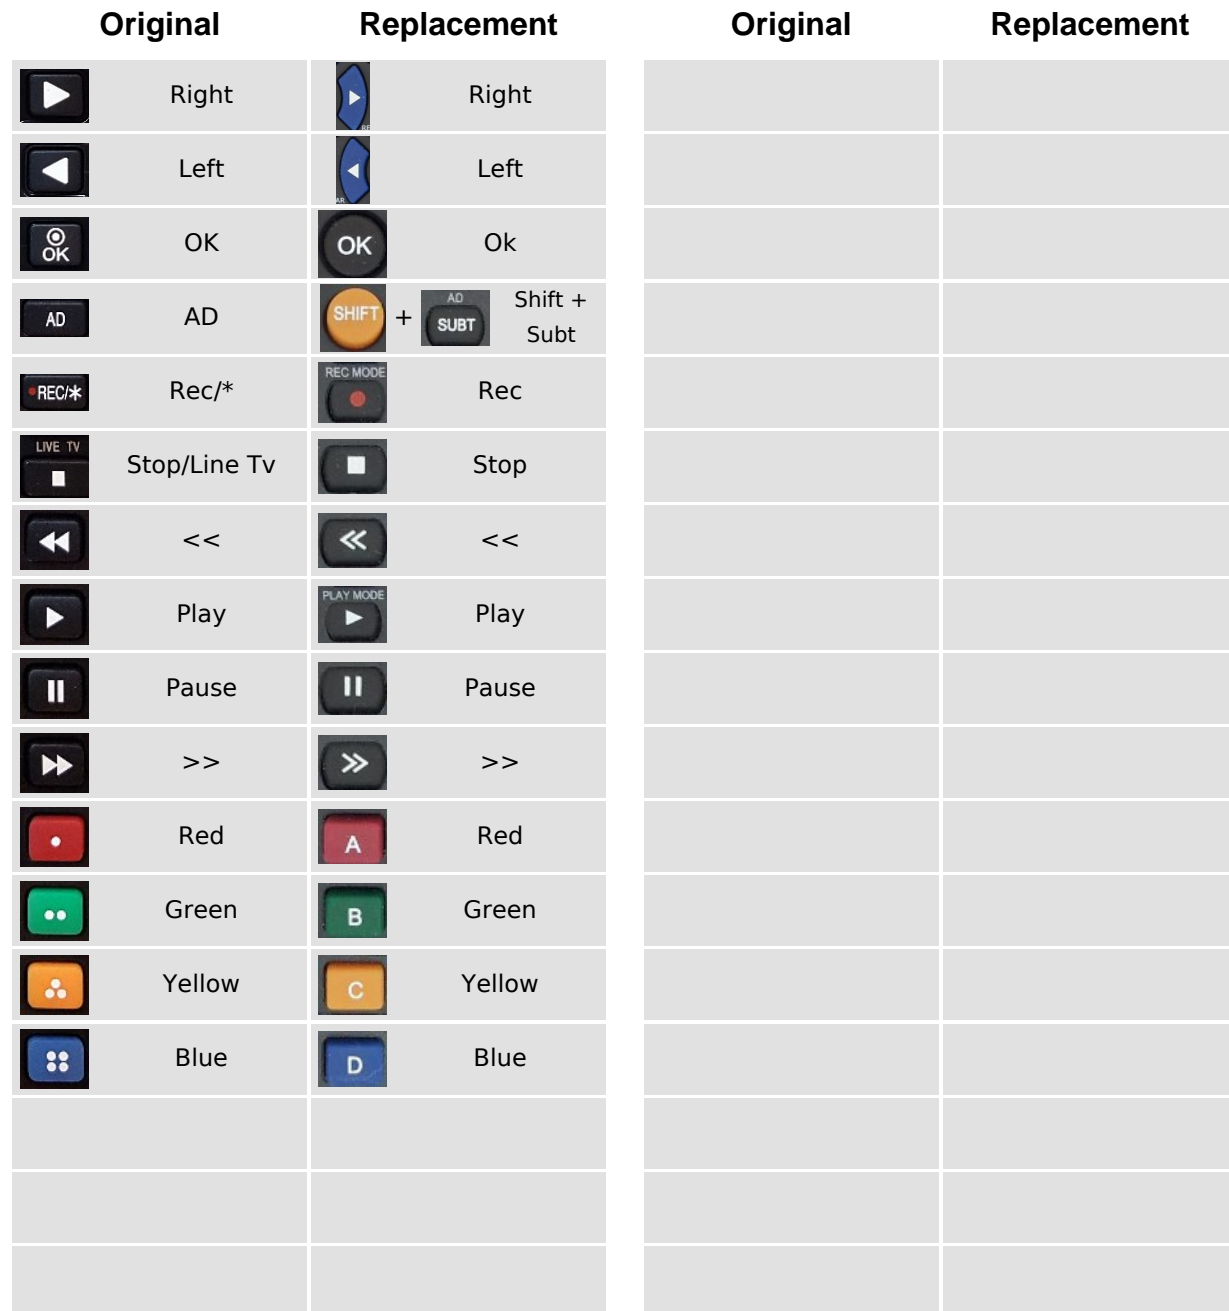 Original Replacement Original Replacement
Right Right
Left Left
OK OK OK Ok
AD AD SHIFT + AD SUBT Shift + Subt
REC/* Rec/* REC MODE Rec
LIVE TV Stop/Line Tv Stop
<< <<
Play PLAY MODE Play
Pause Pause
>> >>
Red A Red
Green B Green
Yellow C Yellow
Blue D Blue